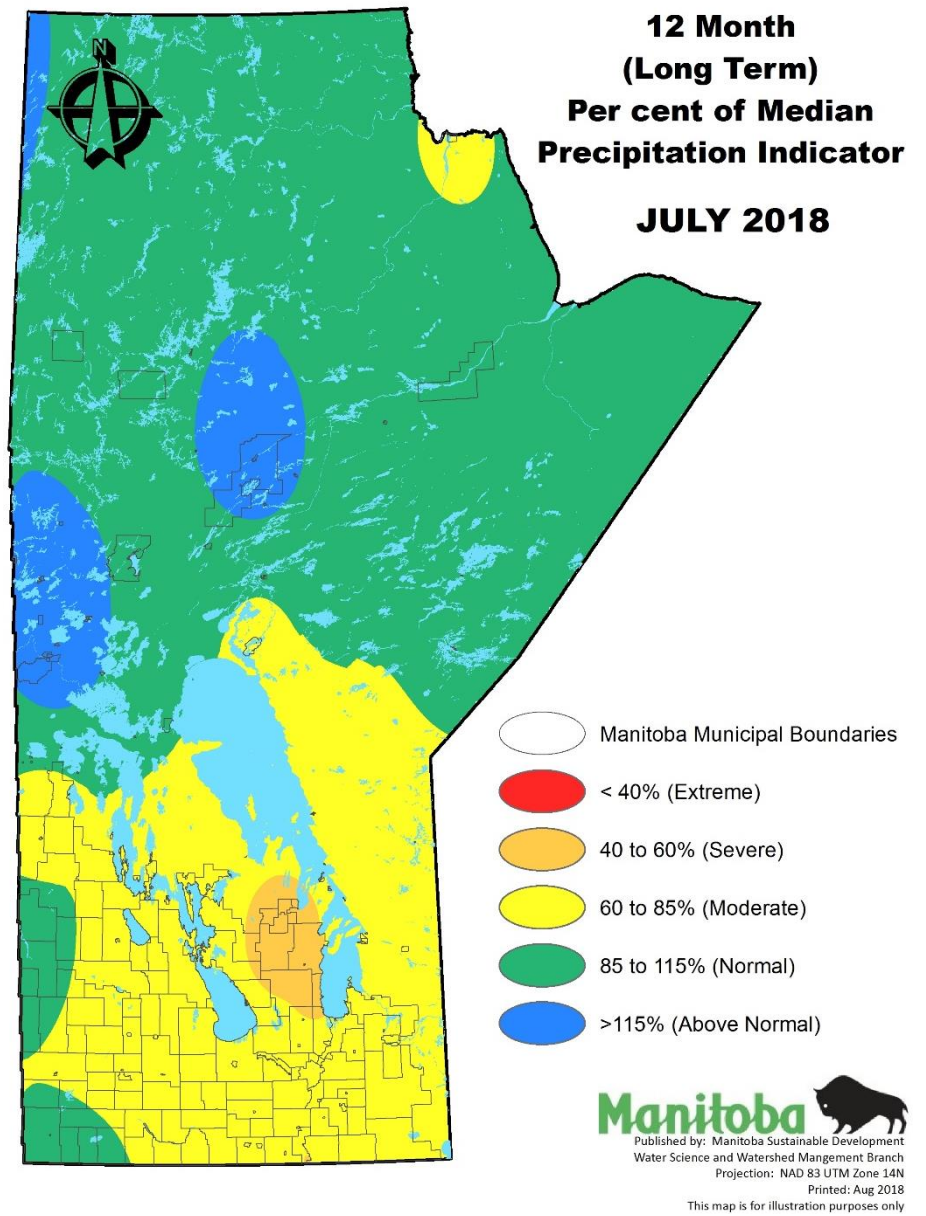 12 Month
(Long Term)
Per cent of Median
Precipitation Indicator
JULY 2018
N
Manitoba Municipal Boundaries
< 40% (Extreme)
40 to 60% (Severe)
60 to 85% (Moderate)
85 to 115% (Normal)
>115% (Above Normal)
Manitoba
Published by: Manitoba Sustainable Development
Water Science and Watershed Mangement Branch
Projection: NAD 83 UTM Zone 14N
Printed: Aug 2018
This map is for illustration purposes only